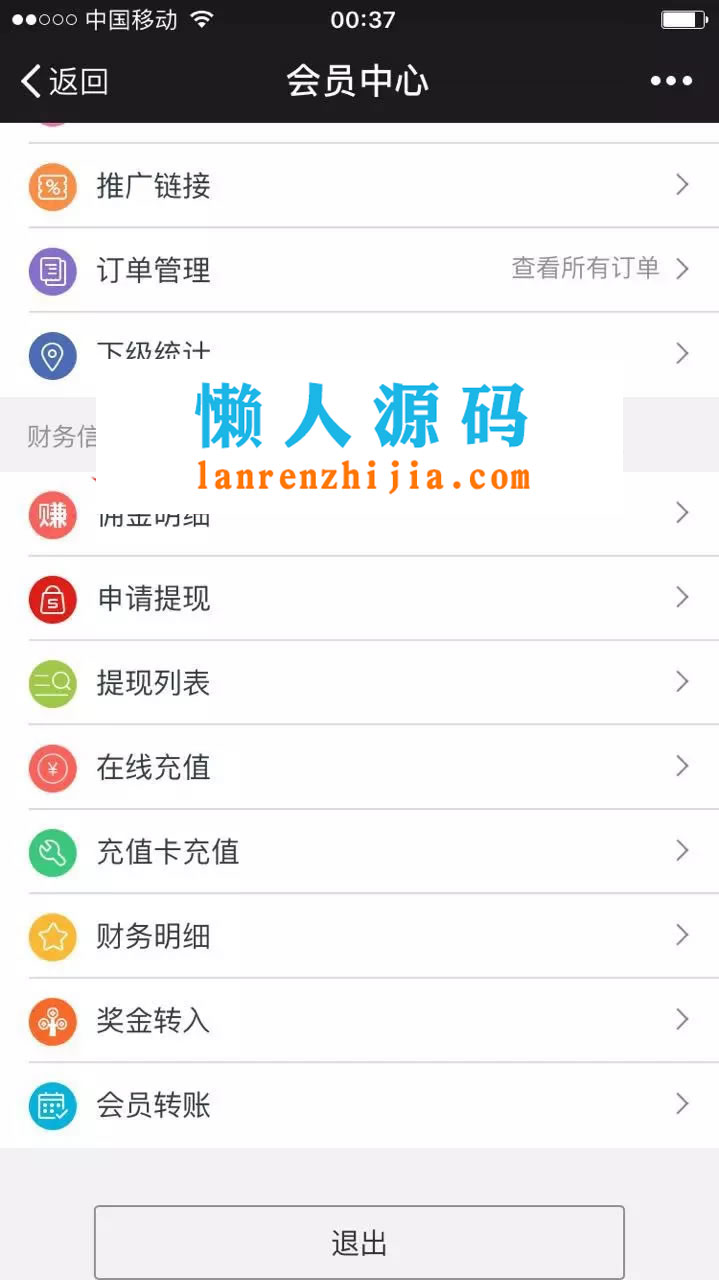 中国移动 00:37
返回 会员中心
推广链接
订单管理 查看所有订单
下级统计
懒人源码
财务信
lanrenzhijia.com
赚 佣金明细
申请提现
提现列表
在线充值
充值卡充值
财务明细
奖金转入
会员转账
退出